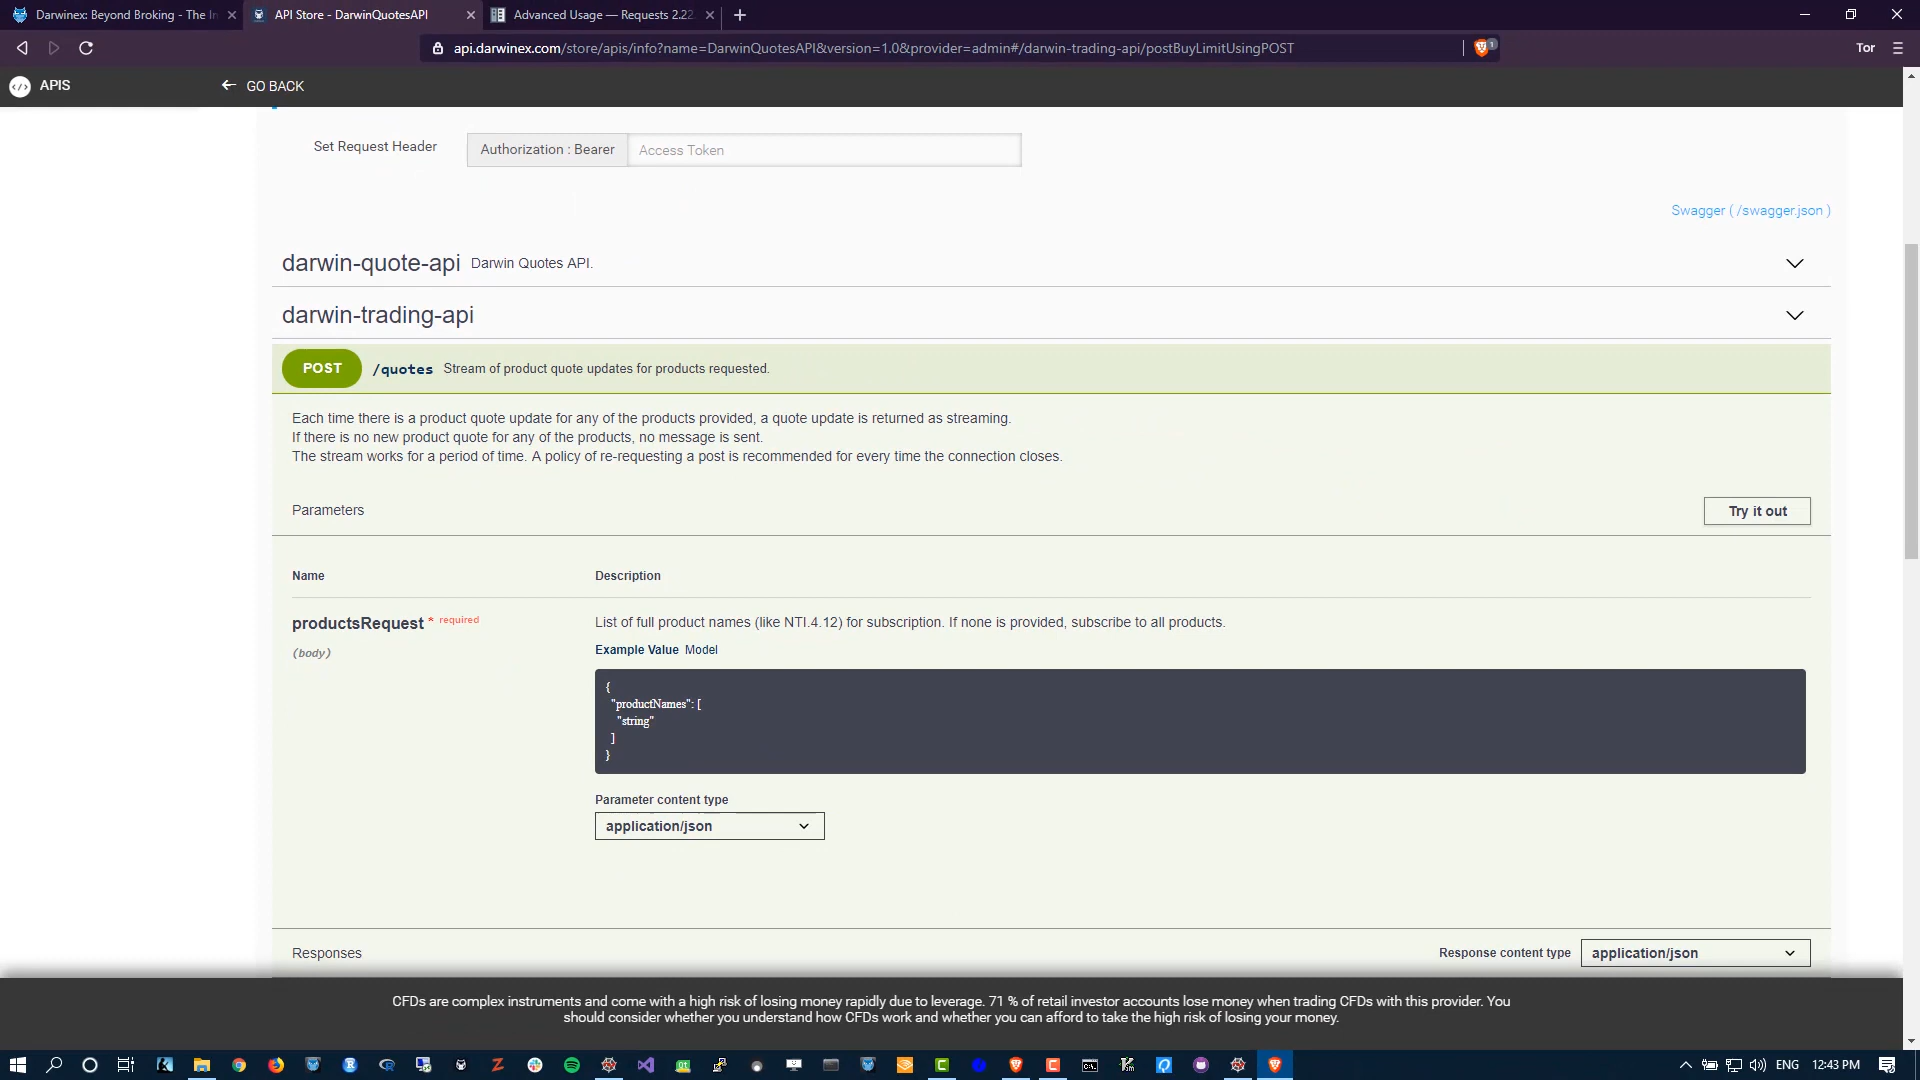 Darwinex: Beyond Broking - The In
API Store - DarwinQuotesAPI
Advanced Usage — Requests 2.22.
api.darwinex.com/store/apis/info?name=DarwinQuotesAPI&version=1.0&provider=admin#/darwin-trading-api/postBuyLimitUsingPOST
1
Tor
APIS
GO BACK
Set Request Header
Authorization : Bearer
Access Token
Swagger ( /swagger.json )
darwin-quote-api Darwin Quotes API.
darwin-trading-api
POST /quotes Stream of product quote updates for products requested.
Each time there is a product quote update for any of the products provided, a quote update is returned as streaming.
If there is no new product quote for any of the products, no message is sent.
The stream works for a period of time. A policy of re-requesting a post is recommended for every time the connection closes.
Parameters
Try it out
Name
Description
productsRequest * required
(body)
List of full product names (like NTI.4.12) for subscription. If none is provided, subscribe to all products.
Example Value Model
{
"productNames": [
"string"
]
}
Parameter content type
application/json
Responses
Response content type
application/json
CFDs are complex instruments and come with a high risk of losing money rapidly due to leverage. 71 % of retail investor accounts lose money when trading CFDs with this provider. You
should consider whether you understand how CFDs work and whether you can afford to take the high risk of losing your money.
ENG
12:43 PM